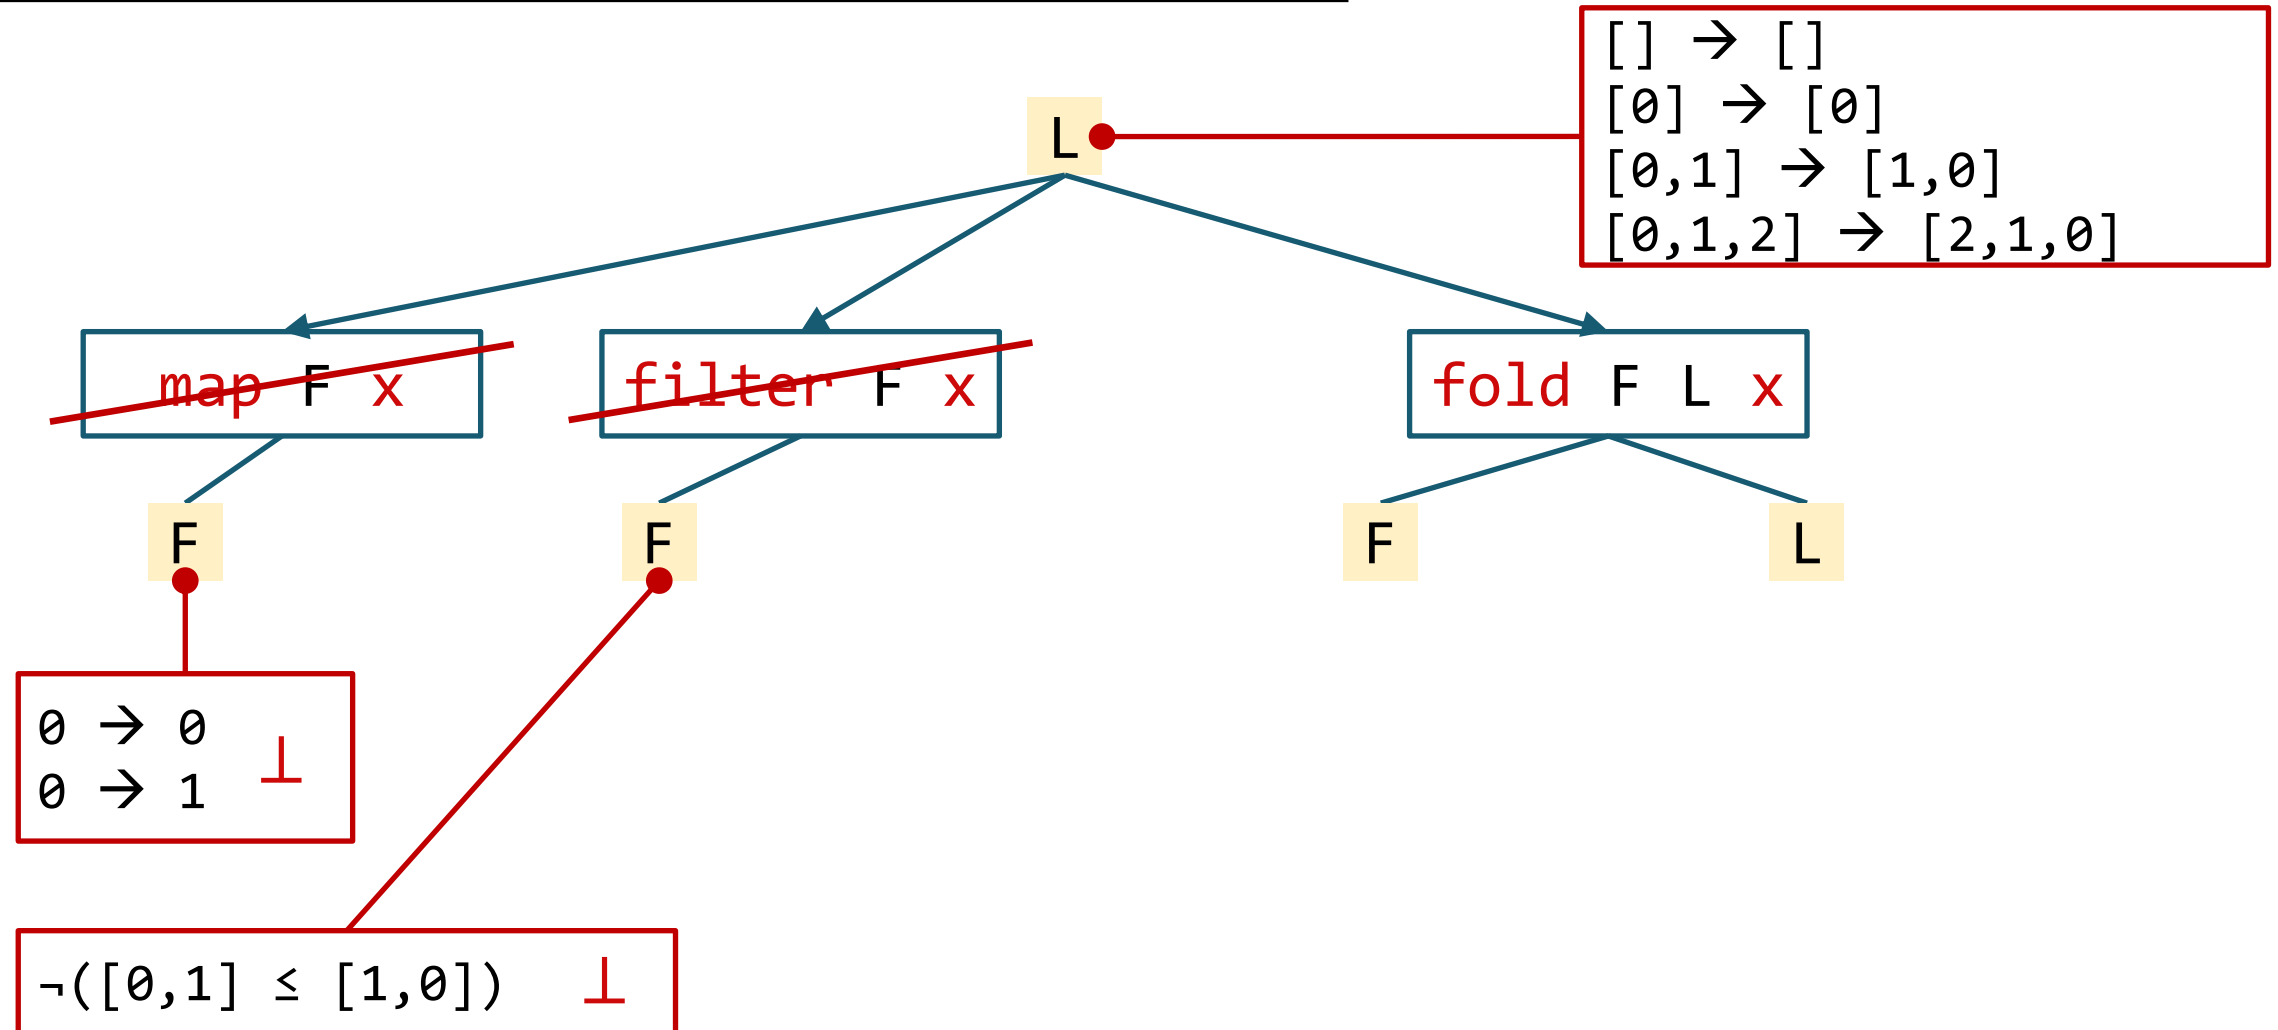 [] → []
[0] → [0]
[0,1] → [1,0]
[0,1,2] → [2,1,0]
L
map F x
filter F x
fold F L x
F
F
F
L
0 → 0
0 → 1
⊥
¬([0,1] ≤ [1,0]) ⊥